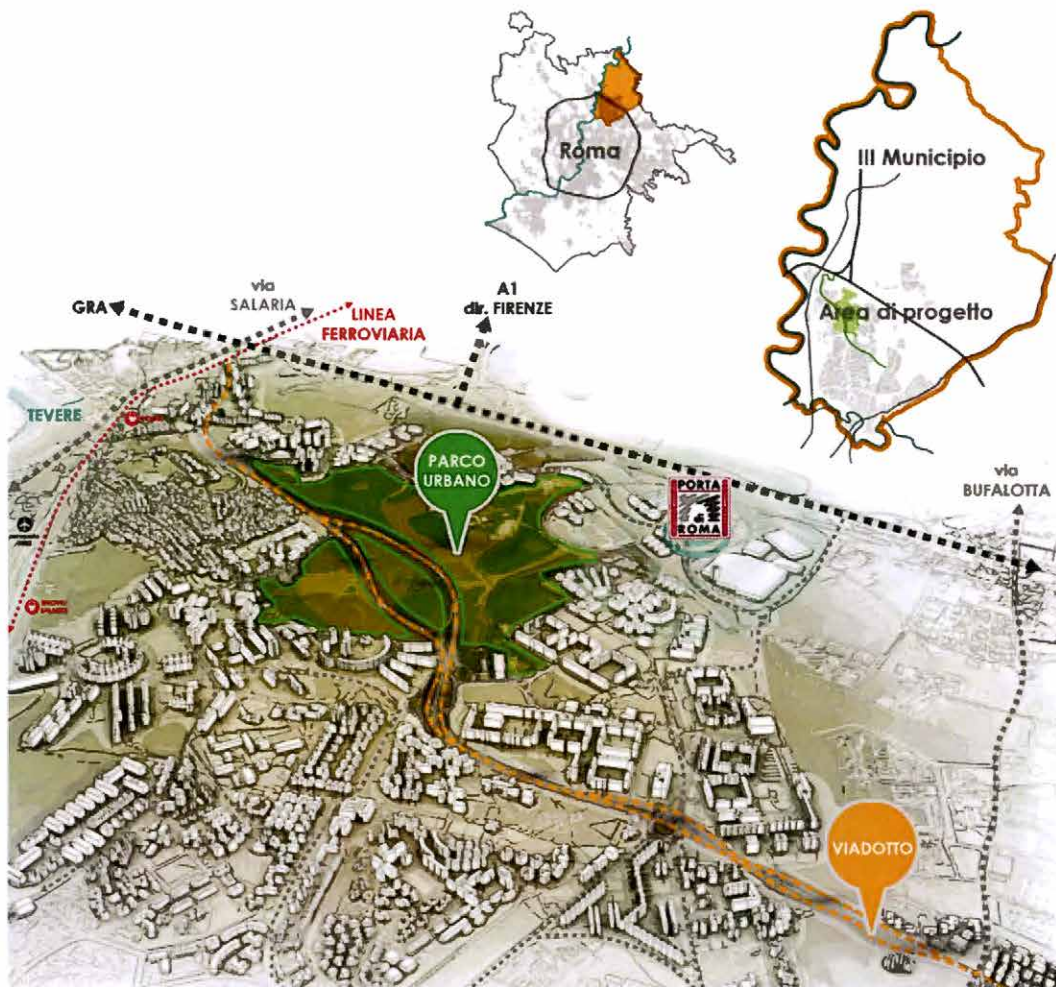 Roma
III Municipio
Area di progetto
GRA
via
SALARIA
LINEA
FERROVIARIA
A1
dir. FIRENZE
TEVERE
PARCO
URBANO
PORTA
di
ROMA
via
BUFALOTTA
VIADOTTO